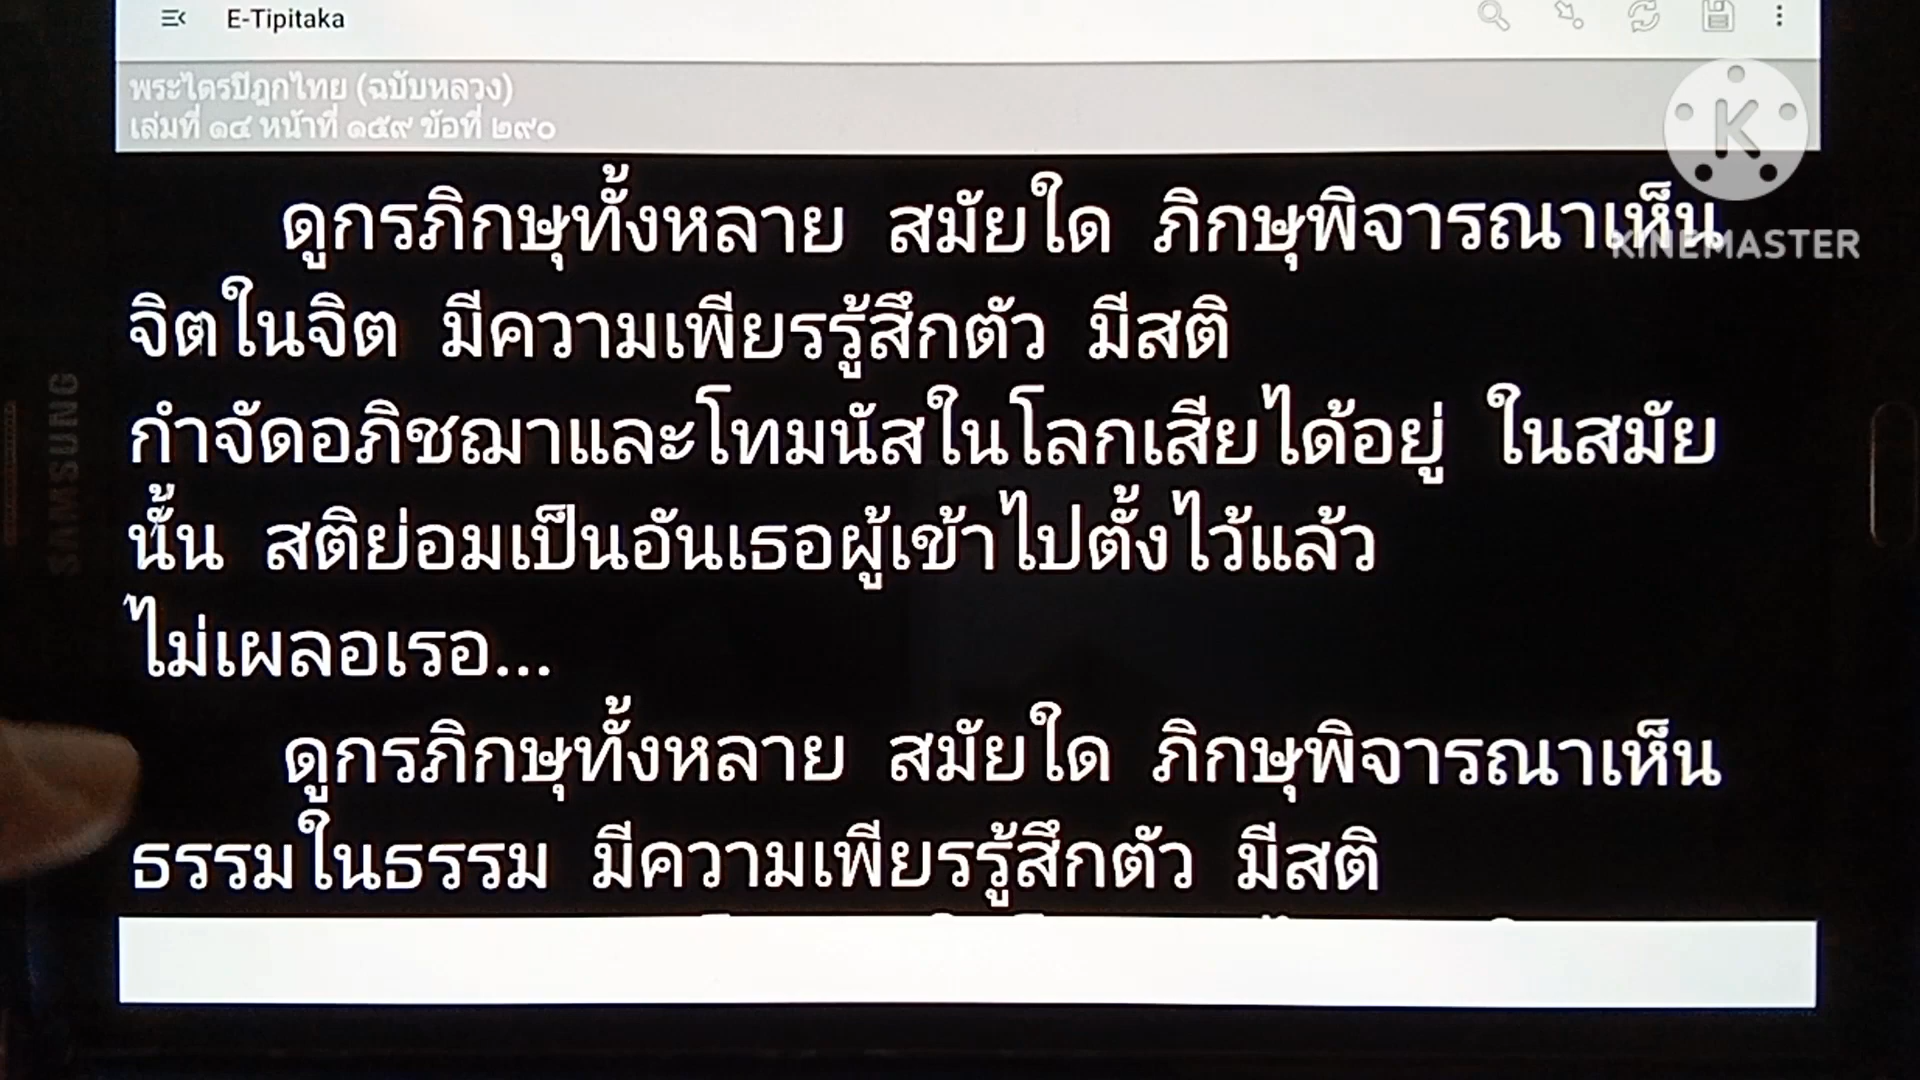 E-Tipitaka
พระไตรปิฎกไทย (ฉบับหลวง)
เล่มที่ ๑๔ หน้าที่ ๑๕๙ ข้อที่ ๒๙๐
K
KINEMASTER
ดูกรภิกษุทั้งหลาย สมัยใด ภิกษุพิจารณาเห็น
จิตในจิต มีความเพียรรู้สึกตัว มีสติ
กำจัดอภิชฌาและโทมนัสในโลกเสียได้อยู่ ในสมัย
นั้น สติย่อมเป็นอันเธอผู้เข้าไปตั้งไว้แล้ว
ไม่เผลอเรอ...
ดูกรภิกษุทั้งหลาย สมัยใด ภิกษุพิจารณาเห็น
ธรรมในธรรม มีความเพียรรู้สึกตัว มีสติ
SAMSUNG